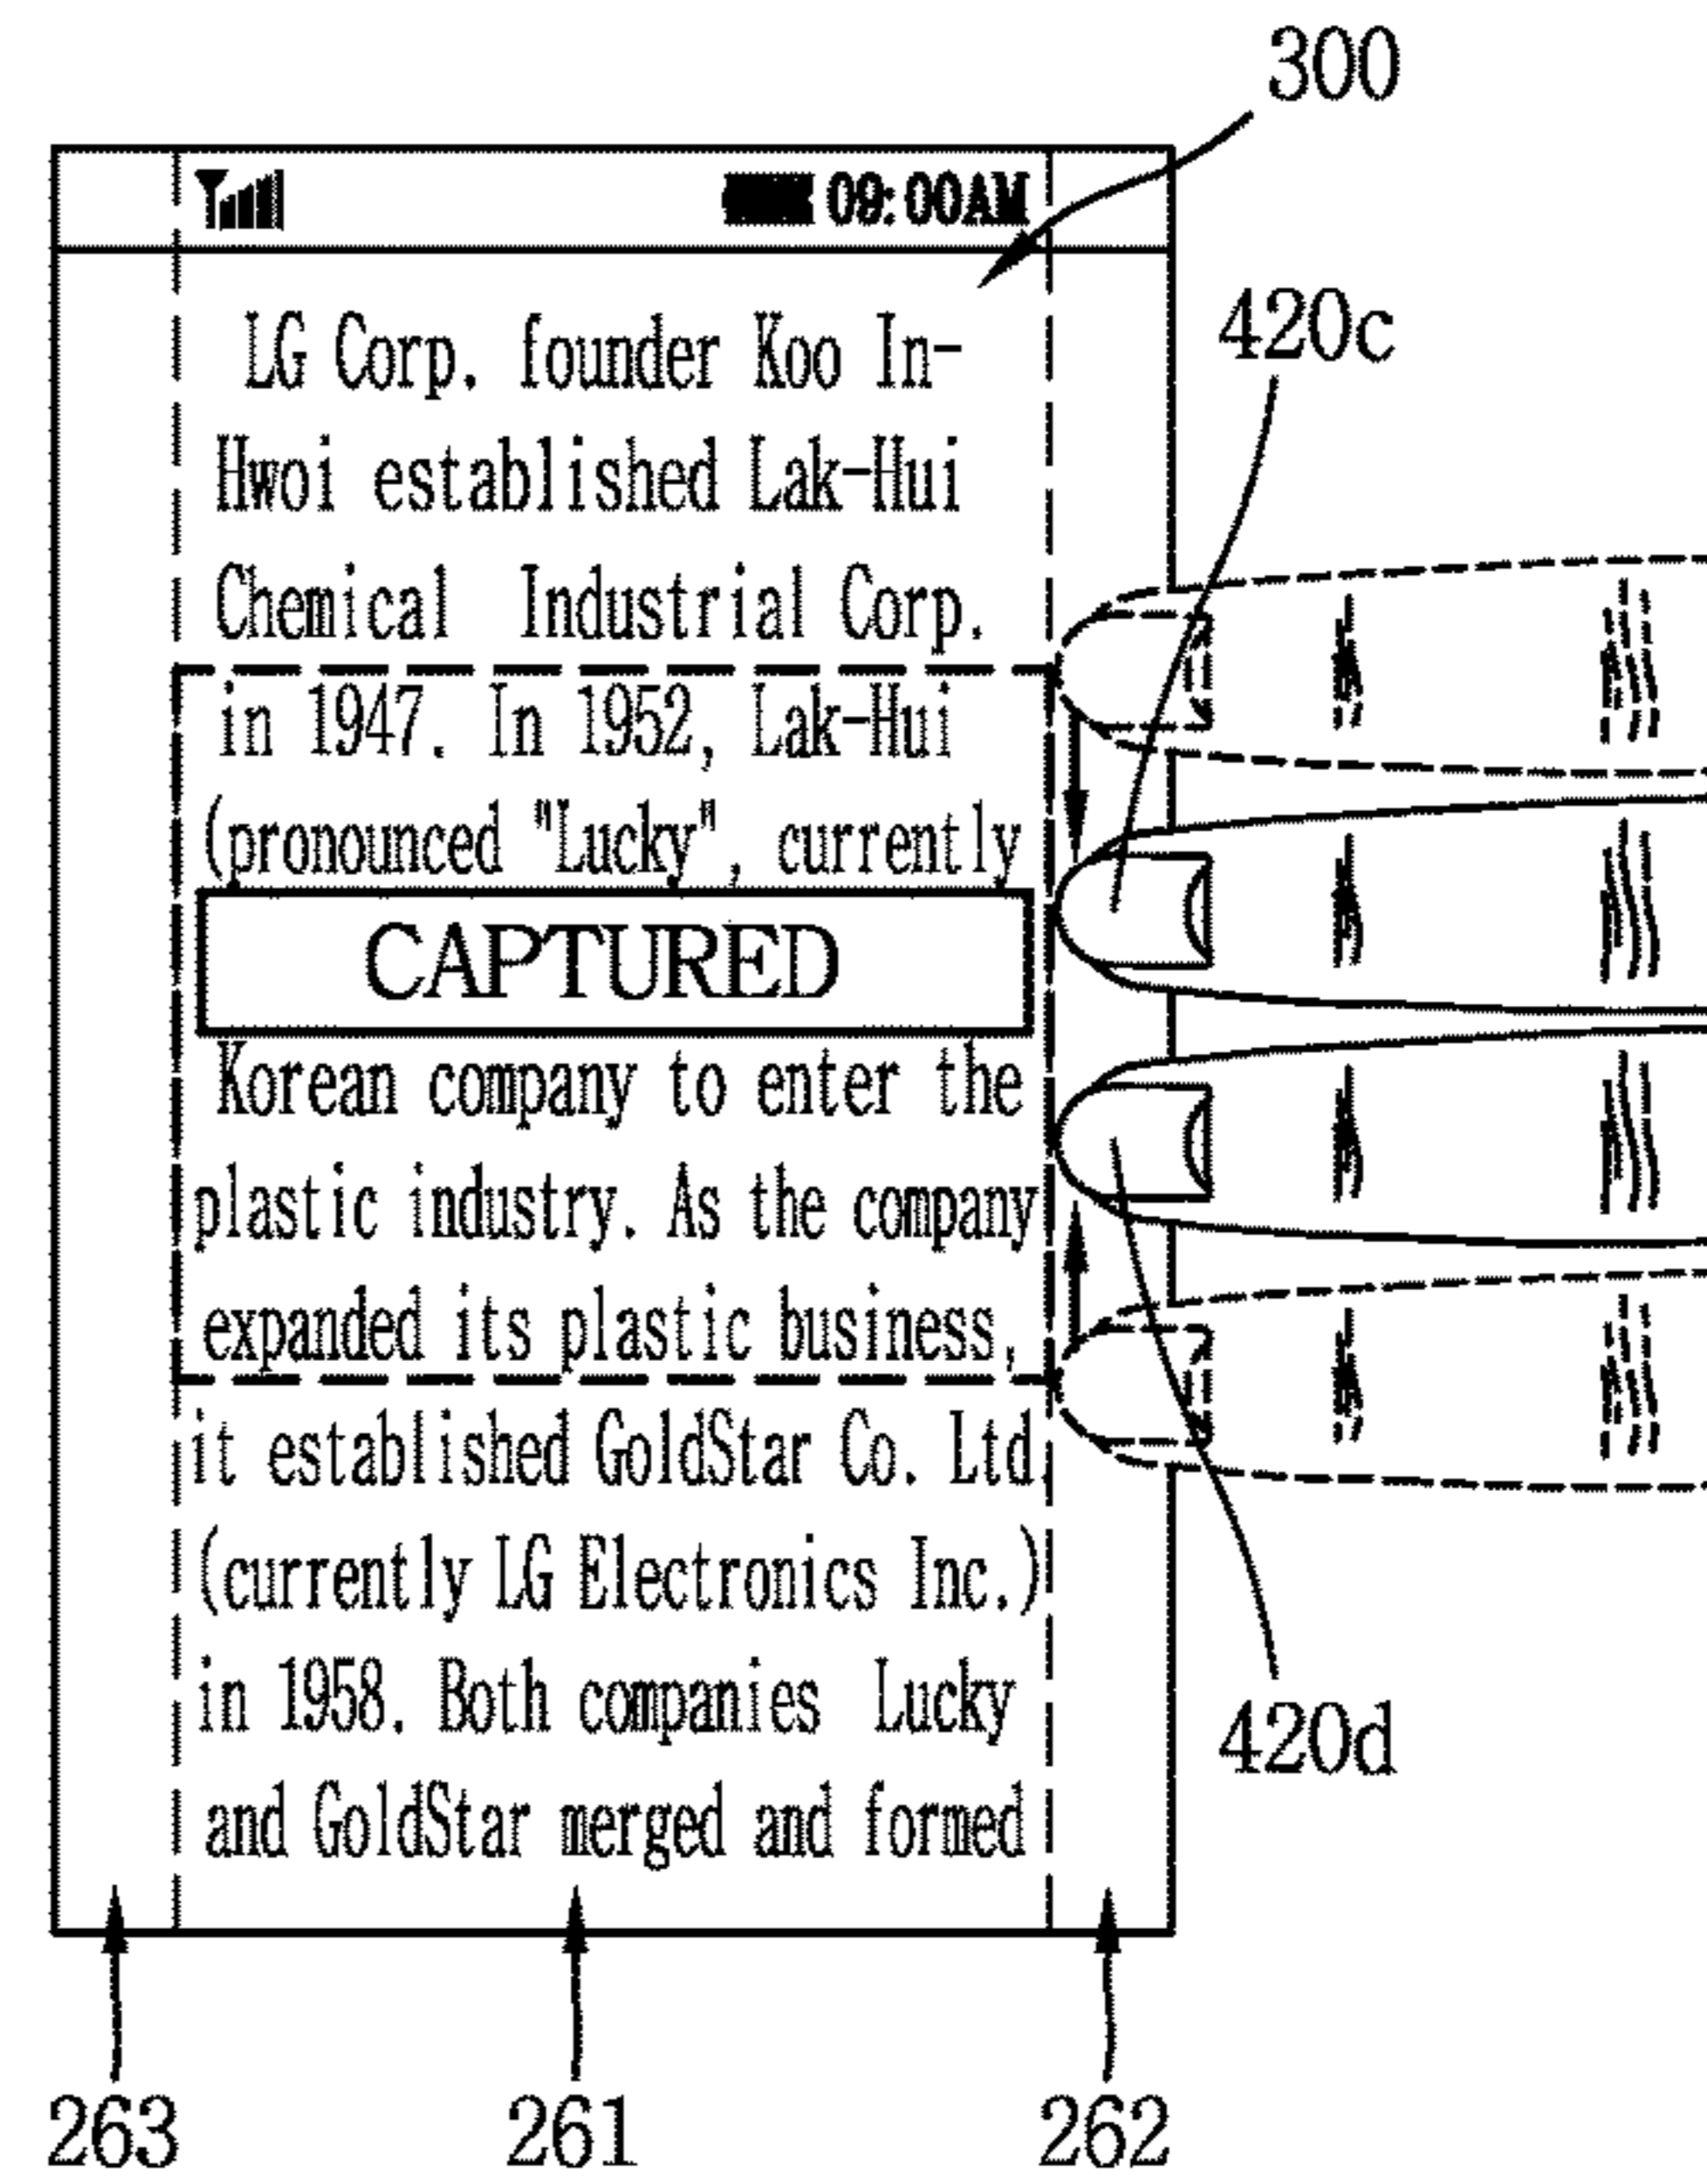 300
09:00AM
420c
LG Corp. founder Koo In-
Hwoi established Lak-Hui
Chemical Industrial Corp.
in 1947. In 1952, Lak-Hui
(pronounced "Lucky", currently
CAPTURED
Korean company to enter the
plastic industry. As the company
expanded its plastic business,
it established GoldStar Co. Ltd.
(currently LG Electronics Inc.)
in 1958. Both companies Lucky
420d
and GoldStar merged and formed
263 261 262